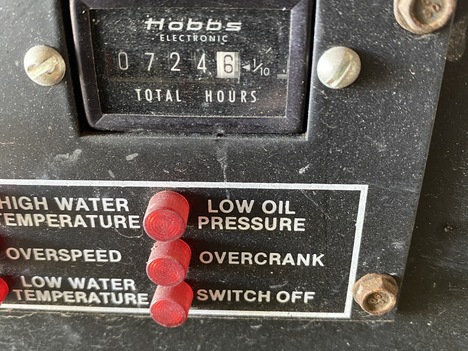 Hobbs
ELECTRONIC
0 7 2 4 6 ◄ 1/10
TOTAL HOURS
HIGH WATER
TEMPERATURE
LOW OIL
PRESSURE
OVERSPEED
OVERCRANK
LOW WATER
TEMPERATURE
SWITCH OFF